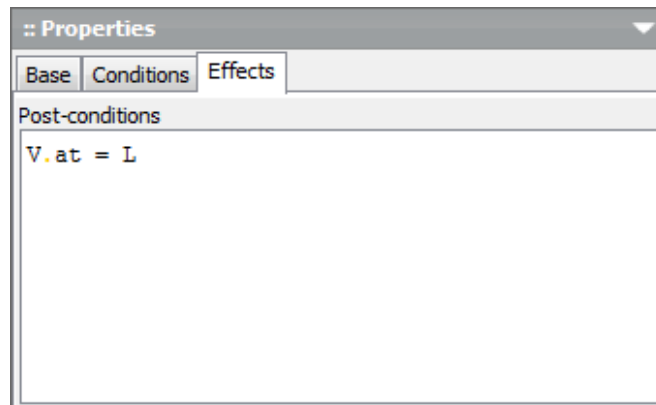 :: Properties
Base Conditions Effects
Post-conditions
V.at = L